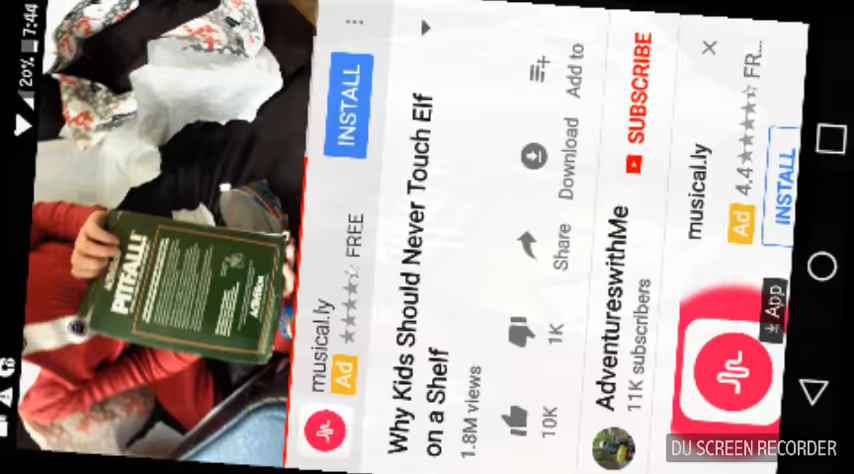 20% 7:44
PITFALL!
ACTIVISION
musical.ly
Ad ★★★★☆ FREE
INSTALL
Why Kids Should Never Touch Elf
on a Shelf
1.8M views
10K
1K
Share
Download
Add to
AdventureswithMe
11K subscribers
SUBSCRIBE
musical.ly
Ad 4.4★★★★☆ FR...
INSTALL
App
DU SCREEN RECORDER